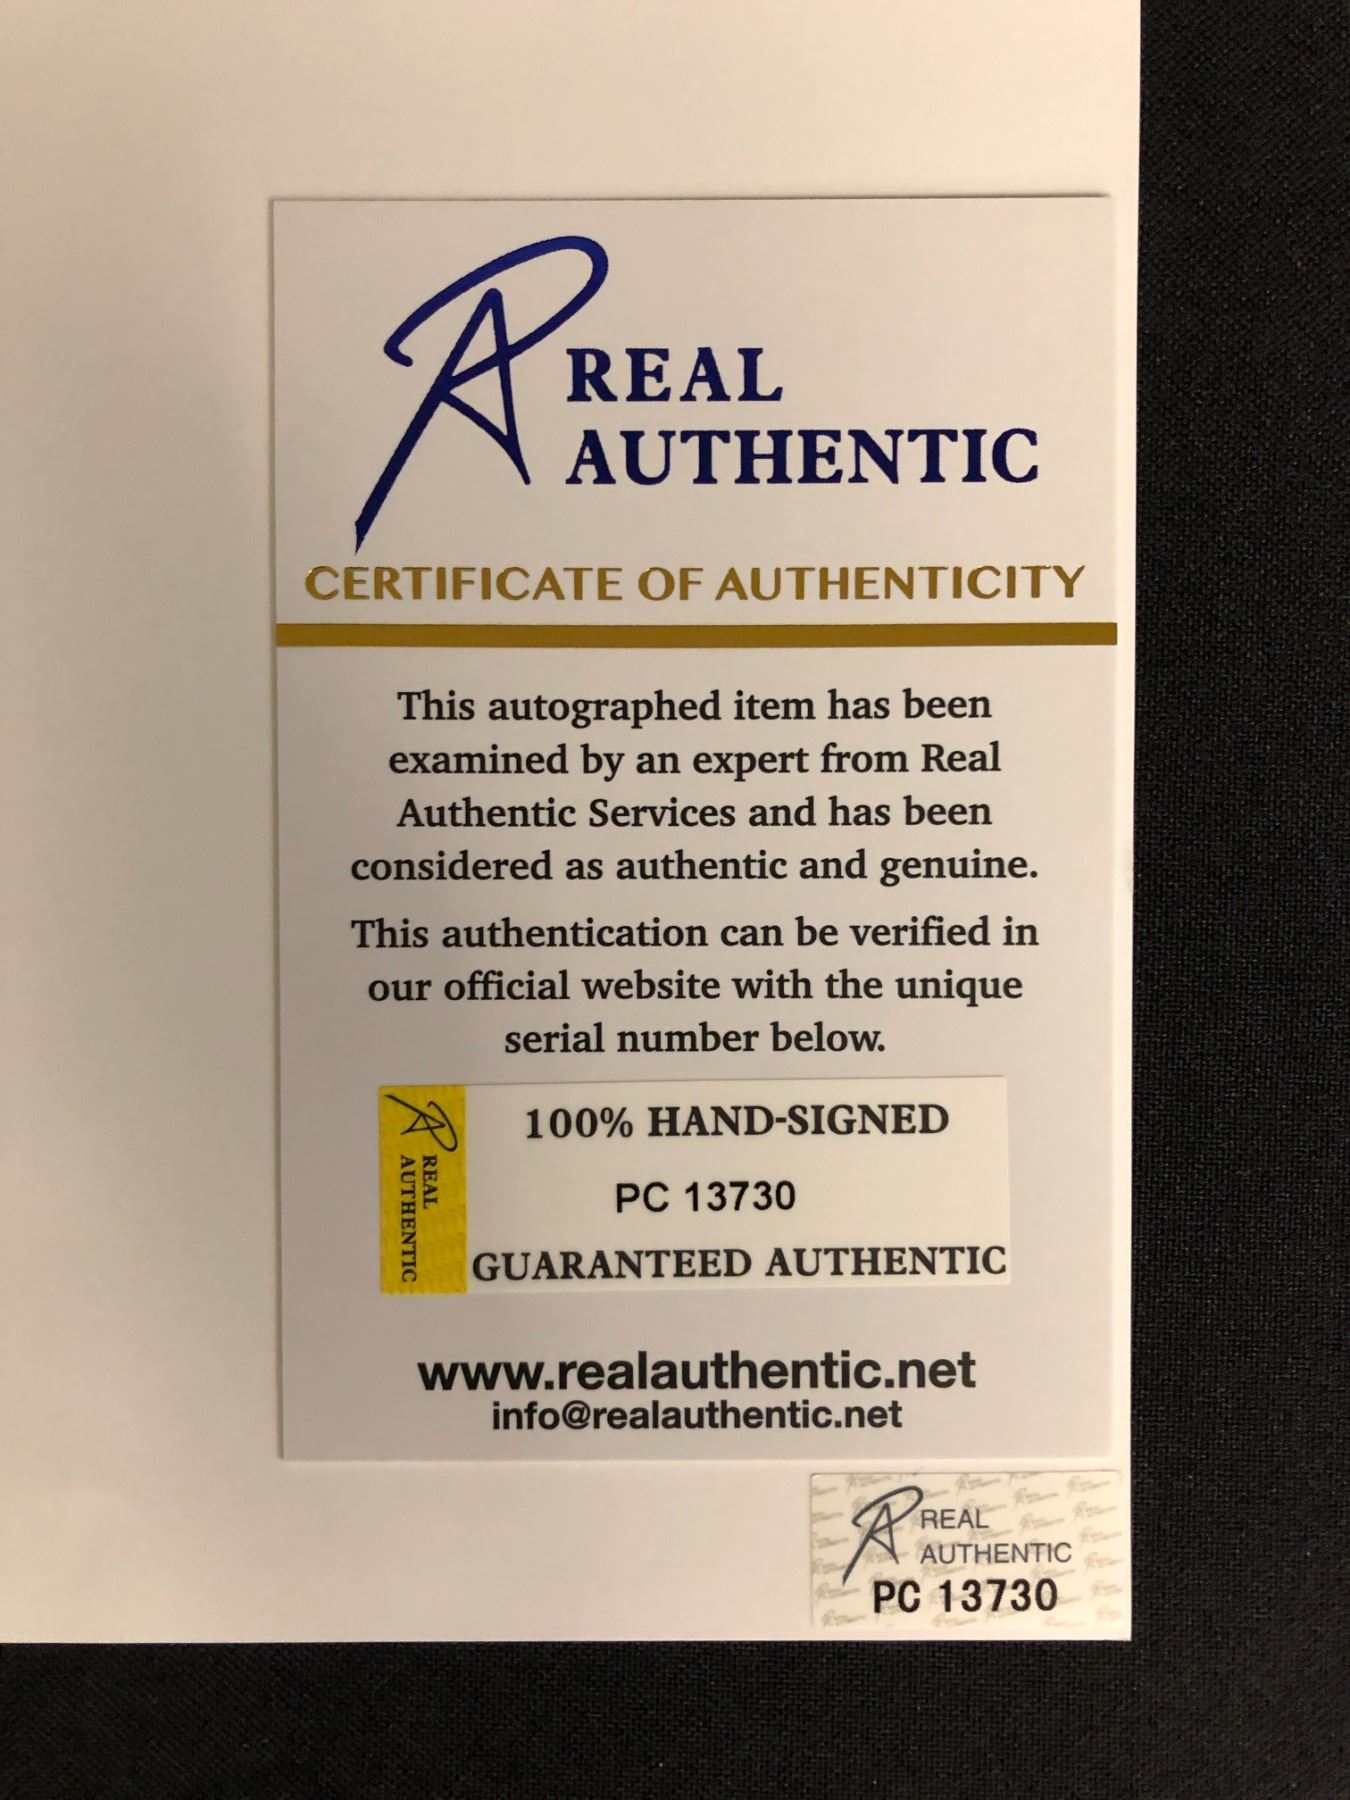 REAL
AUTHENTIC
CERTIFICATE OF AUTHENTICITY
This autographed item has been
examined by an expert from Real
Authentic Services and has been
considered as authentic and genuine.
This authentication can be verified in
our official website with the unique
serial number below.
REAL
AUTHENTIC
100% HAND-SIGNED
PC 13730
GUARANTEED AUTHENTIC
www.realauthentic.net
info@realauthentic.net
REAL
AUTHENTIC
PC 13730